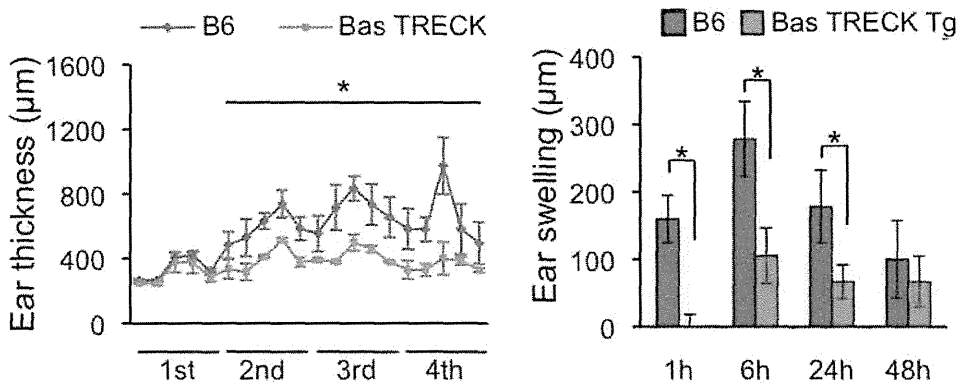 B6 Bas TRECK
Ear thickness (µm)
1600
1200
800
400
0
*
1st 2nd 3rd 4th
B6 Bas TRECK Tg
Ear swelling (µm)
400
300
200
100
0
* * *
1h 6h 24h 48h